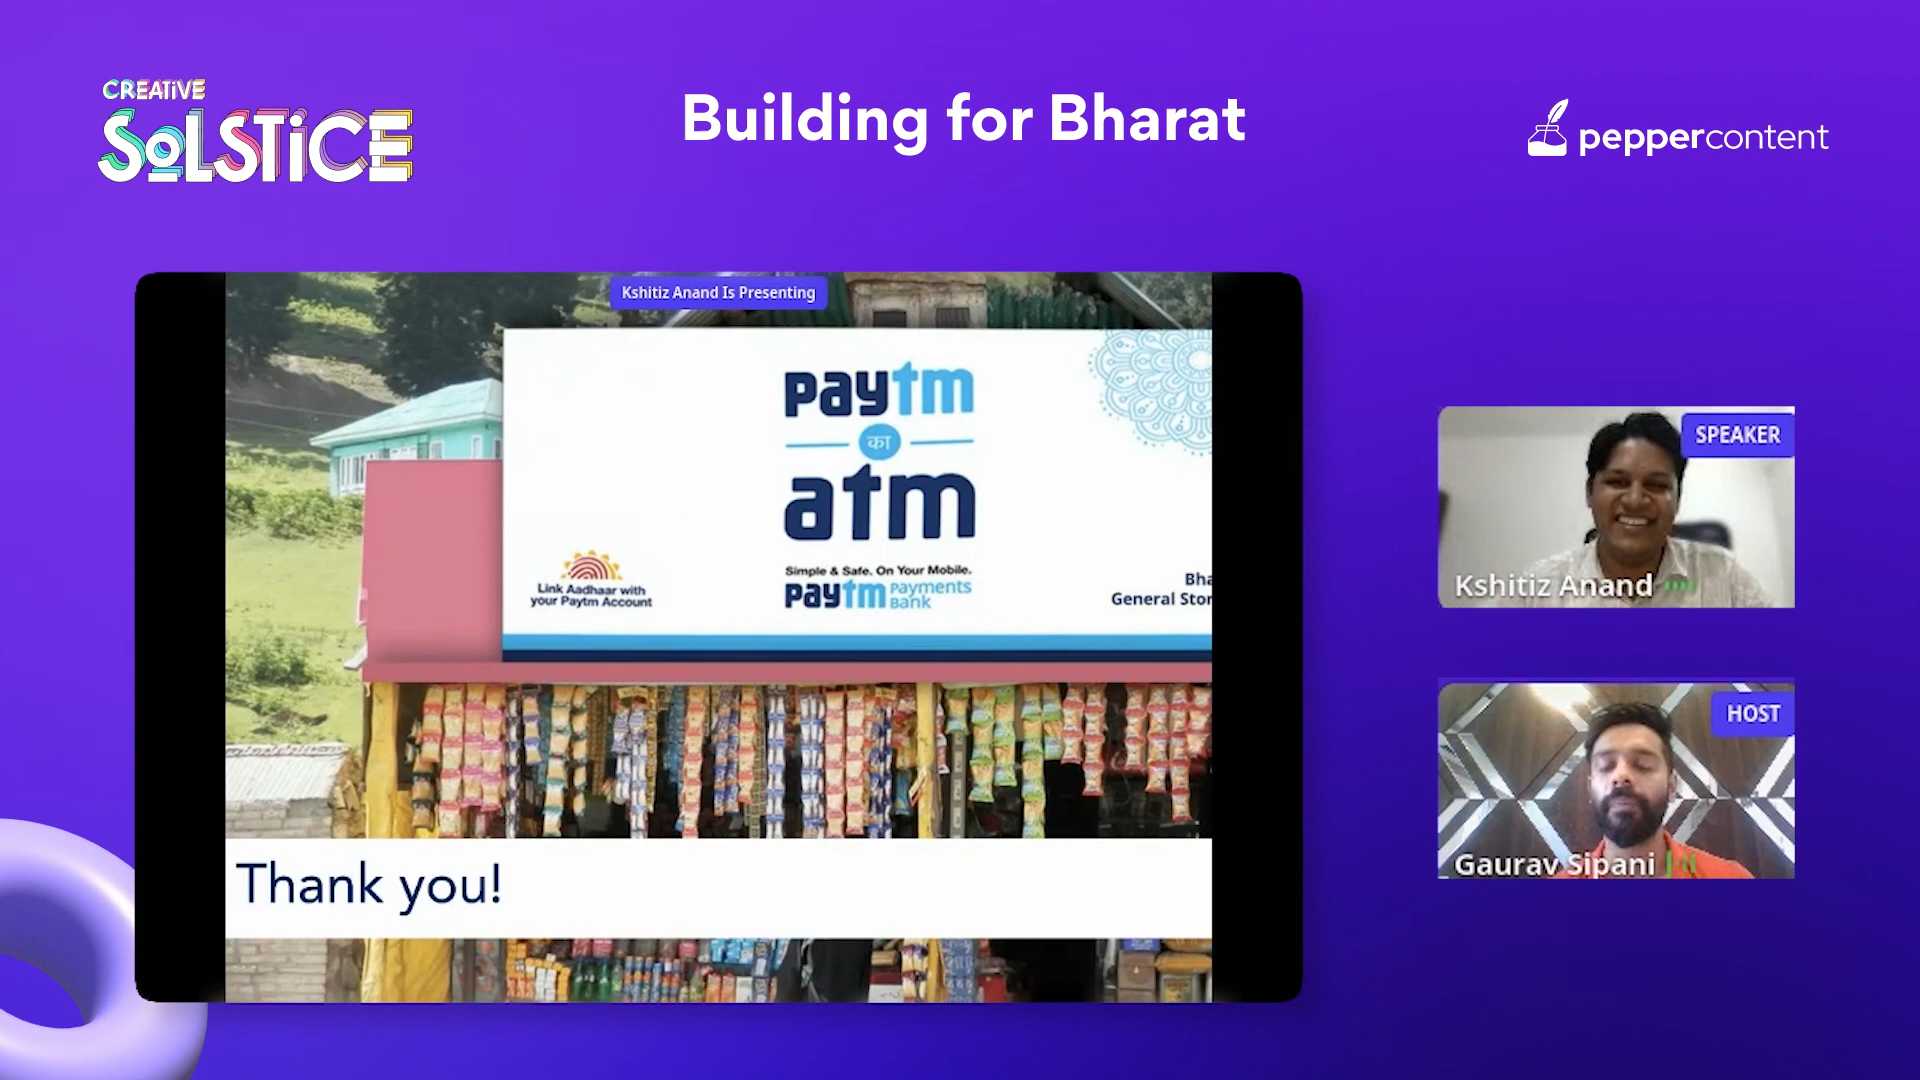 CREATiVE
SOLSTiCE
Building for Bharat
peppercontent
Kshitiz Anand Is Presenting
paytm
का
atm
Simple & Safe. On Your Mobile.
paytm Payments
Bank
Link Aadhaar with
your Paytm Account
Bha
General Stor
Thank you!
SPEAKER
Kshitiz Anand
HOST
Gaurav Sipani